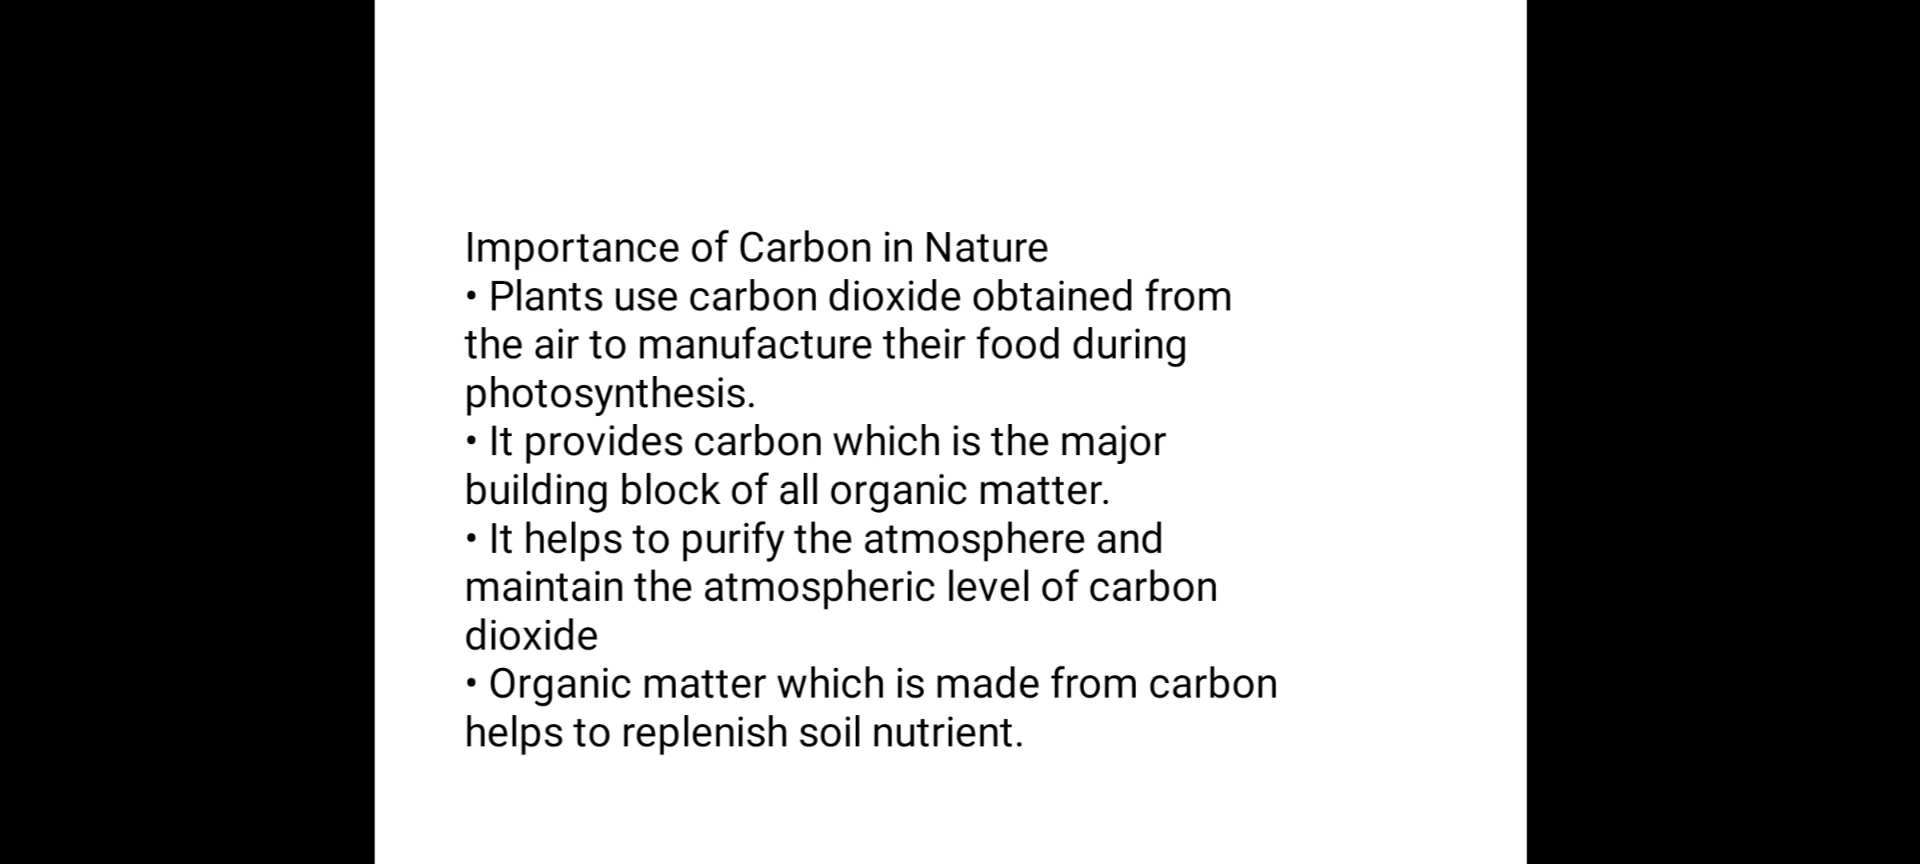 Importance of Carbon in Nature
• Plants use carbon dioxide obtained from
the air to manufacture their food during
photosynthesis.
• It provides carbon which is the major
building block of all organic matter.
• It helps to purify the atmosphere and
maintain the atmospheric level of carbon
dioxide
• Organic matter which is made from carbon
helps to replenish soil nutrient.